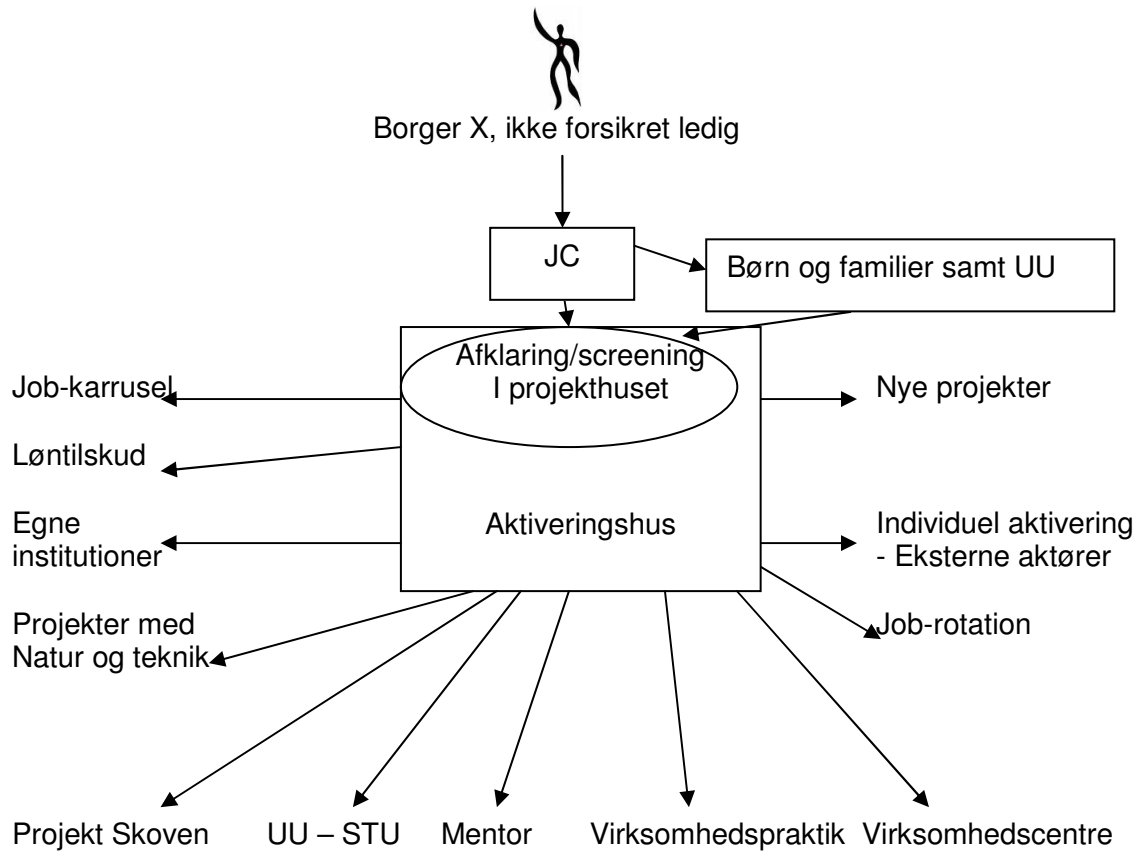 Borger X, ikke forsikret ledig
JC
Børn og familier samt UU
Afklaring/screening
I projekthuset
Job-karrusel
Nye projekter
Løntilskud
Egne
institutioner
Aktiveringshus
Individuel aktivering
- Eksterne aktører
Projekter med
Natur og teknik
Job-rotation
Projekt Skoven
UU – STU
Mentor
Virksomhedspraktik
Virksomhedscentre